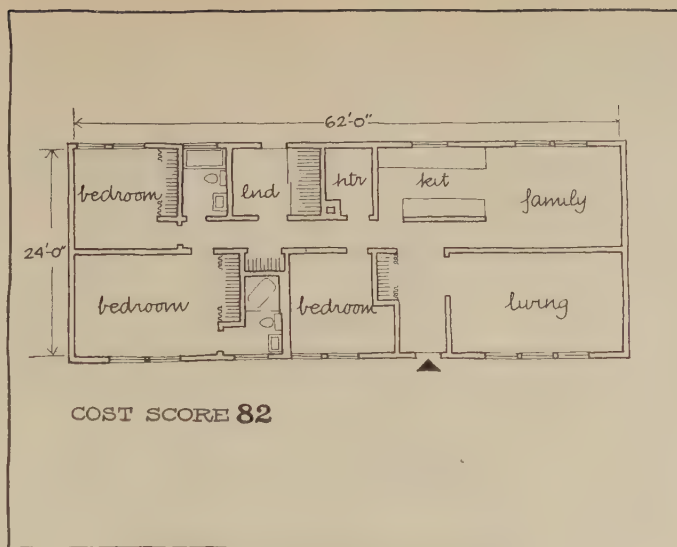 62'-0"
bedroom
lnd
htr
kit
family
24'-0"
bedroom
bedroom
living
COST SCORE 82